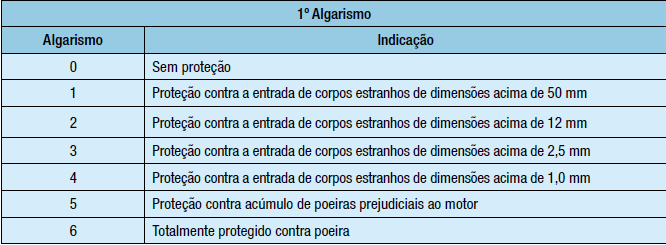 1º Algarismo
Algarismo Indicação
0 Sem proteção
1 Proteção contra a entrada de corpos estranhos de dimensões acima de 50 mm
2 Proteção contra a entrada de corpos estranhos de dimensões acima de 12 mm
3 Proteção contra a entrada de corpos estranhos de dimensões acima de 2,5 mm
4 Proteção contra a entrada de corpos estranhos de dimensões acima de 1,0 mm
5 Proteção contra acúmulo de poeiras prejudiciais ao motor
6 Totalmente protegido contra poeira